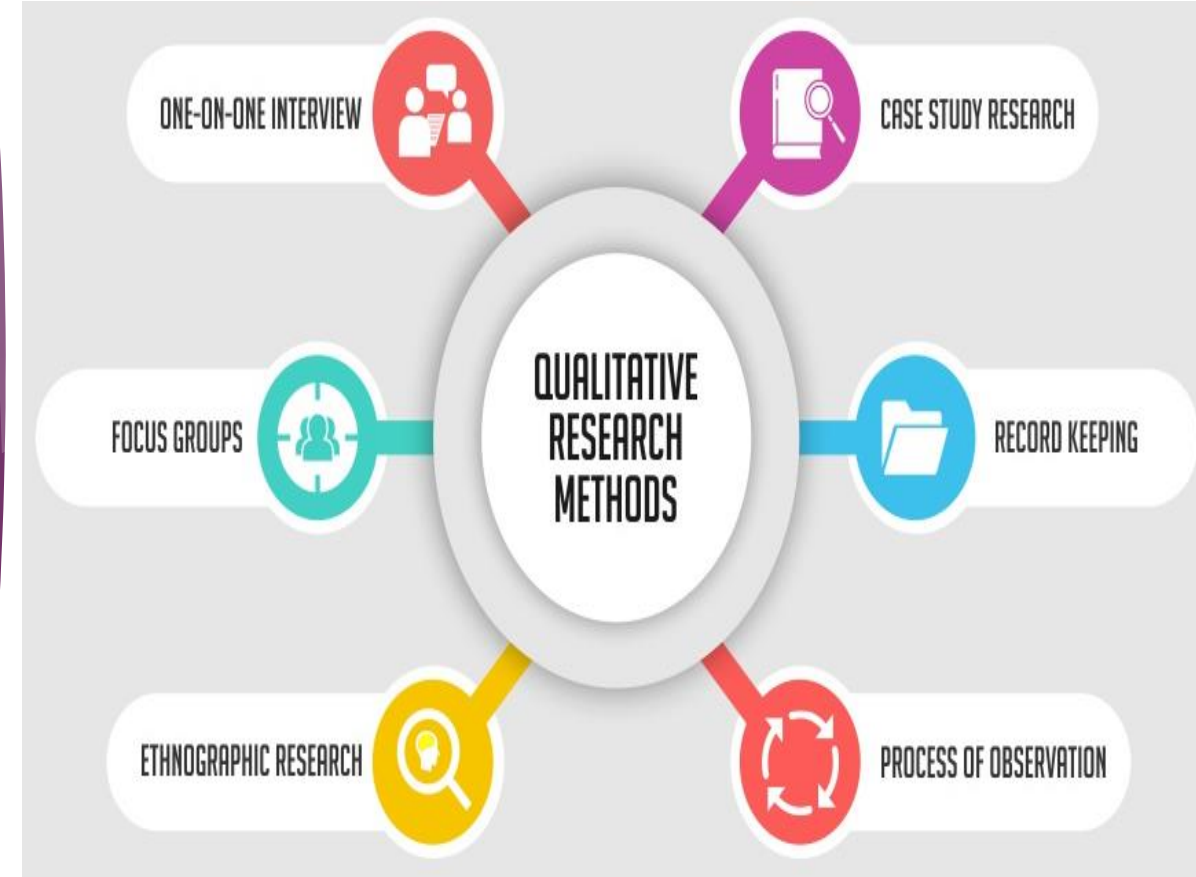 ONE-ON-ONE INTERVIEW
CASE STUDY RESEARCH
QUALITATIVE
RESEARCH
METHODS
FOCUS GROUPS
RECORD KEEPING
ETHNOGRAPHIC RESEARCH
PROCESS OF OBSERVATION